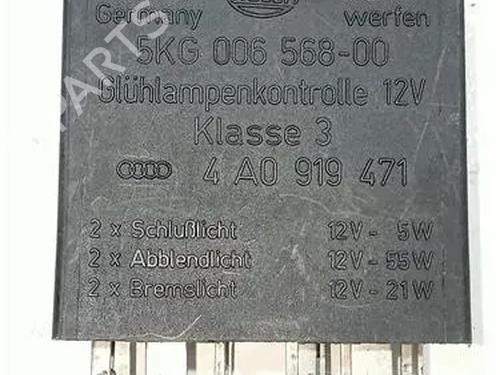 Germany werfen
5KG 006 568-00
Glühlampenkontrolle 12V
Klasse 3
4 A0 919 471
2 x Schlußlicht 12V - 5W
2 x Abblendlicht 12V - 55W
2 x Bremslicht 12V - 21W